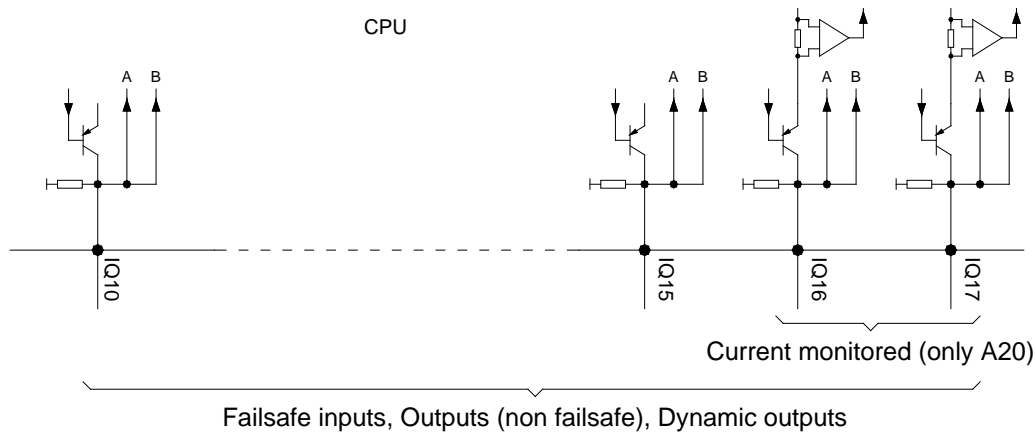 CPU
A B
A B
A B
A B
IQ10
IQ15
IQ16
IQ17
Current monitored (only A20)
Failsafe inputs, Outputs (non failsafe), Dynamic outputs